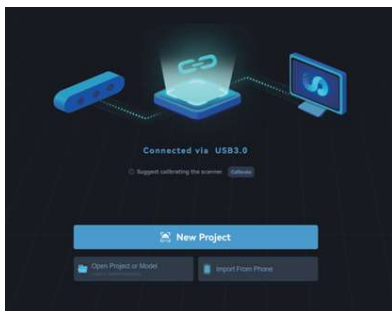 Connected via USB3.0
Suggest calibrating the scanner Calibrate
New Project
Open Project or Model
Import From Phone